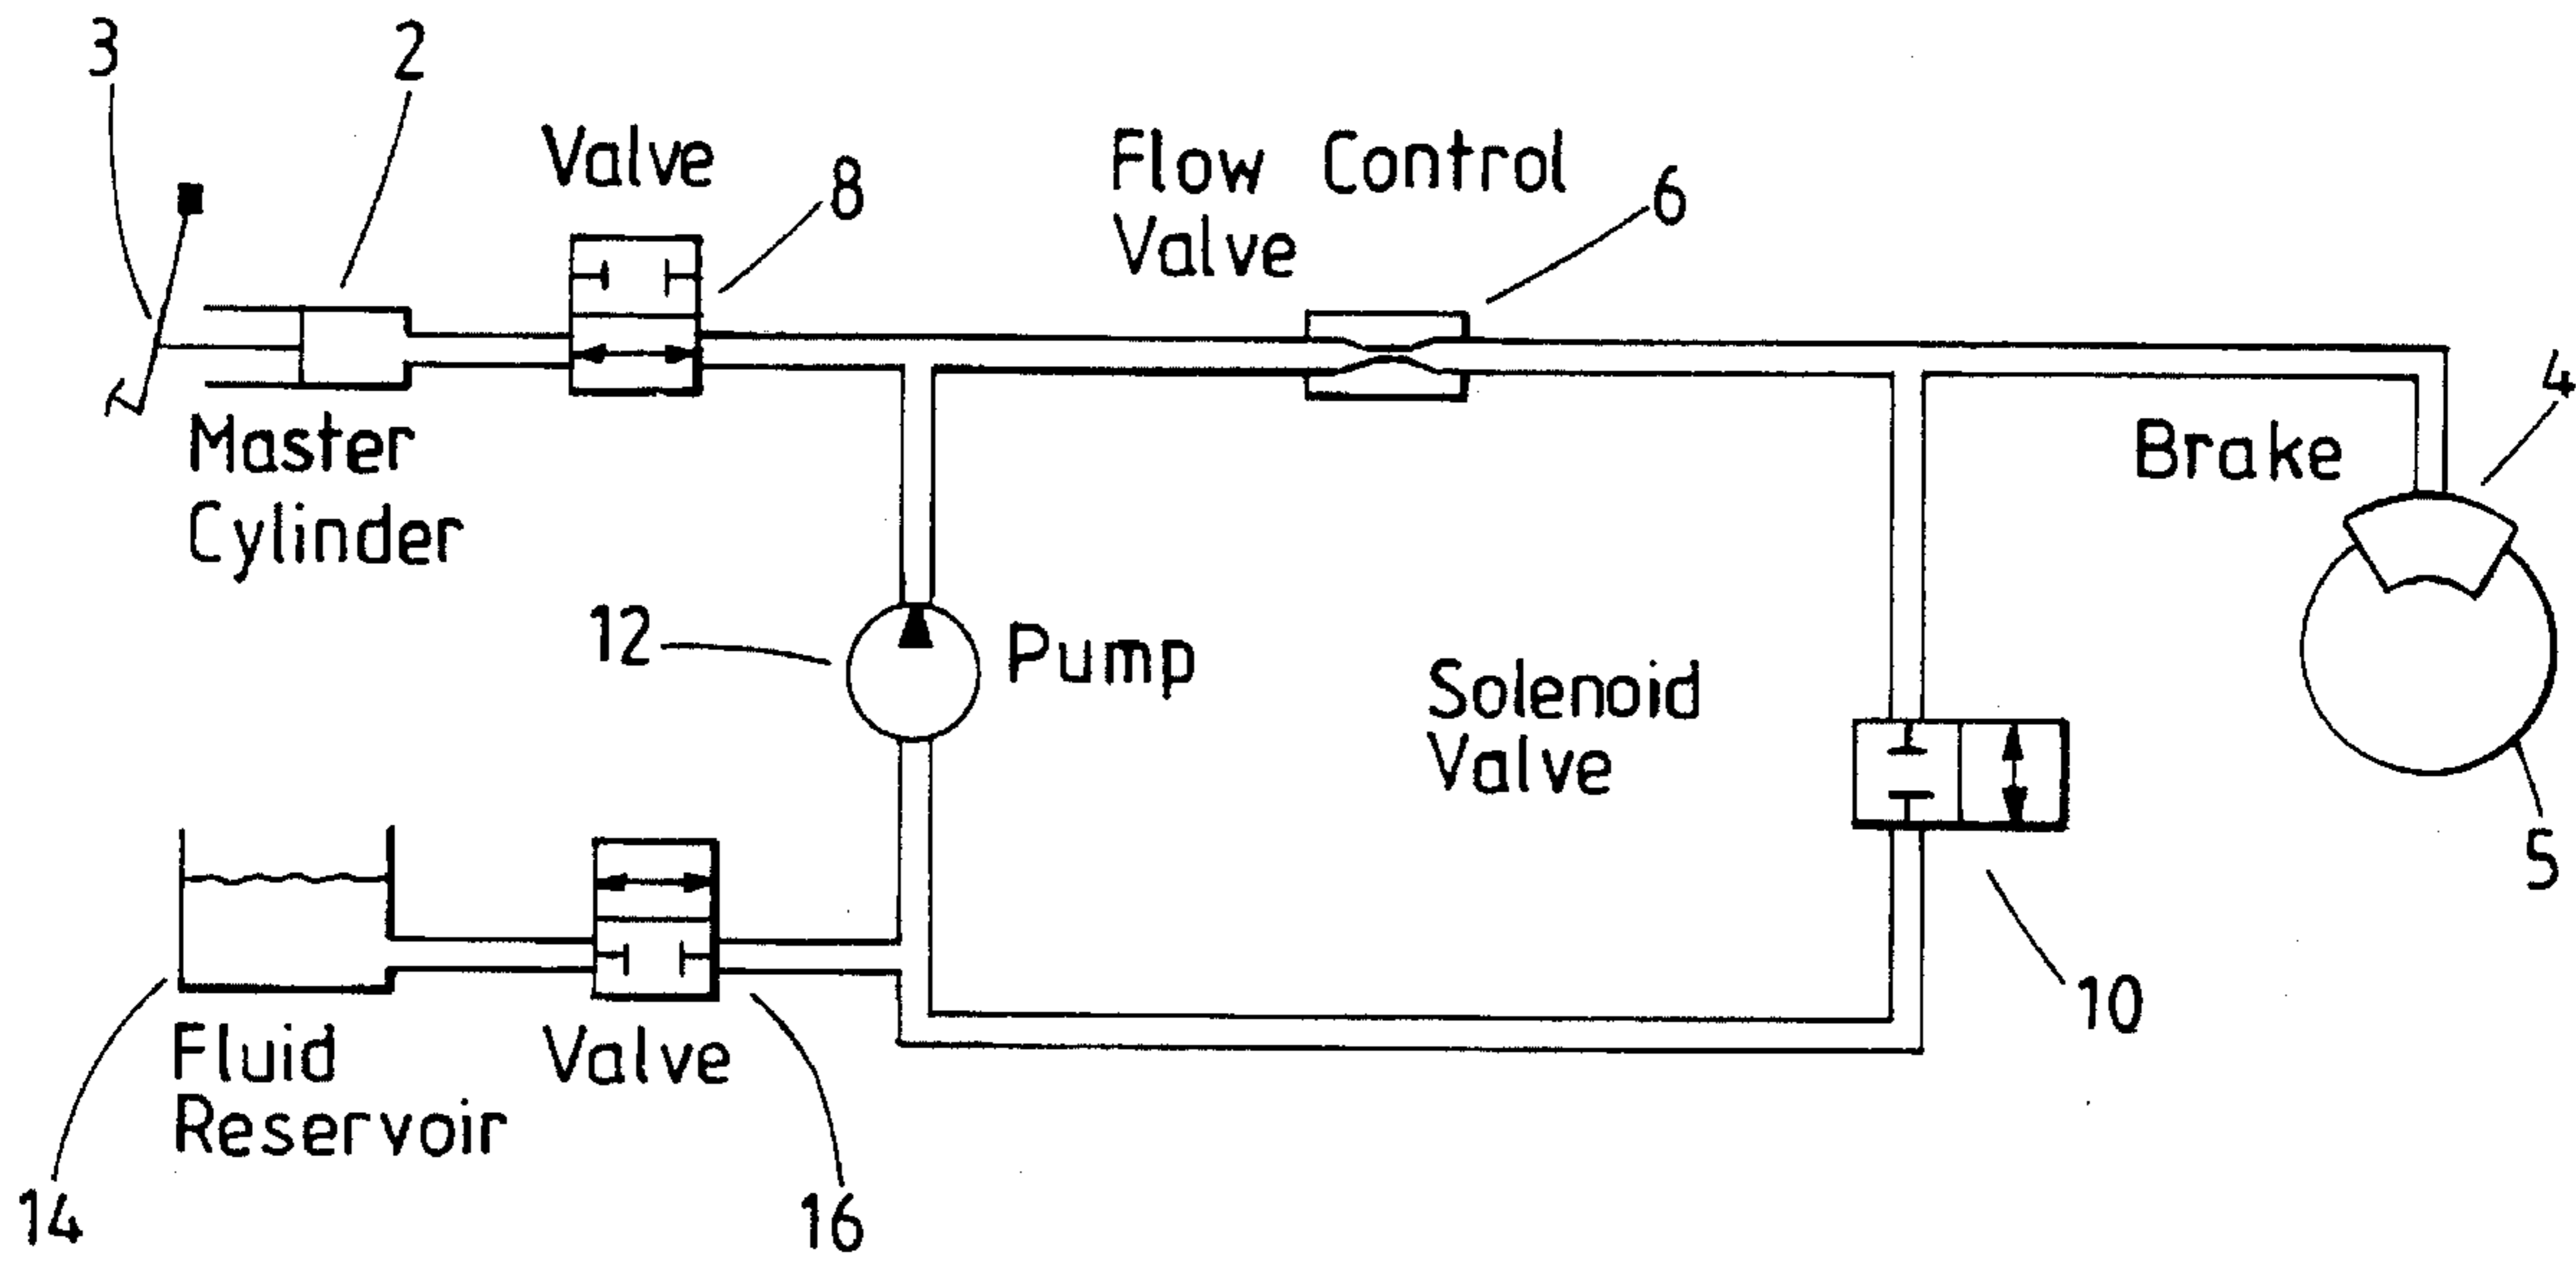 3
2
Valve
8
Flow Control
Valve
6
4
Master
Cylinder
Brake
12
Pump
Solenoid
Valve
5
10
Fluid
Reservoir
Valve
14
16